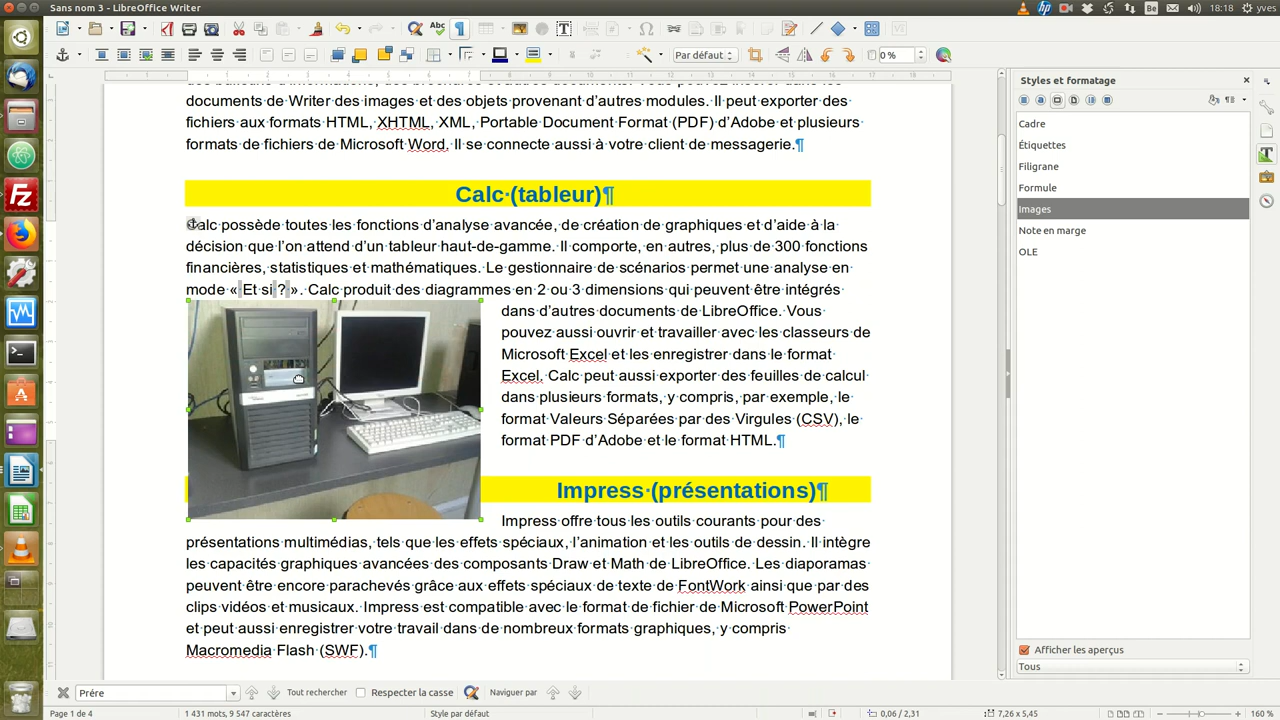 Sans nom 3 - LibreOffice Writer
Be
18:18
yves
Par défaut
0 %
Styles et formatage
Cadre
Étiquettes
Filigrane
Formule
Images
Note en marge
OLE
documents de Writer des images et des objets provenant d'autres modules. Il peut exporter des
fichiers aux formats HTML, XHTML, XML, Portable Document Format (PDF) d'Adobe et plusieurs
formats de fichiers de Microsoft Word. Il se connecte aussi à votre client de messagerie.¶
Calc (tableur)¶
Calc possède toutes les fonctions d'analyse avancée, de création de graphiques et d'aide à la
décision que l'on attend d'un tableur haut-de-gamme. Il comporte, en autres, plus de 300 fonctions
financières, statistiques et mathématiques. Le gestionnaire de scénarios permet une analyse en
mode « Et si ? ». Calc produit des diagrammes en 2 ou 3 dimensions qui peuvent être intégrés
dans d'autres documents de LibreOffice. Vous
pouvez aussi ouvrir et travailler avec les classeurs de
Microsoft Excel et les enregistrer dans le format
Excel. Calc peut aussi exporter des feuilles de calcul
dans plusieurs formats, y compris, par exemple, le
format Valeurs Séparées par des Virgules (CSV), le
format PDF d'Adobe et le format HTML.¶
Impress (présentations)¶
Impress offre tous les outils courants pour des
présentations multimédias, tels que les effets spéciaux, l'animation et les outils de dessin. Il intègre
les capacités graphiques avancées des composants Draw et Math de LibreOffice. Les diaporamas
peuvent être encore parachevés grâce aux effets spéciaux de texte de FontWork ainsi que par des
clips vidéos et musicaux. Impress est compatible avec le format de fichier de Microsoft PowerPoint
et peut aussi enregistrer votre travail dans de nombreux formats graphiques, y compris
Macromedia Flash (SWF).¶
Afficher les aperçus
Tous
Prére
Tout rechercher
Respecter la casse
Naviguer par
Page 1 de 4
1 431 mots, 9 547 caractères
Style par défaut
0,06 / 2,31
7,26 x 5,45
160 %